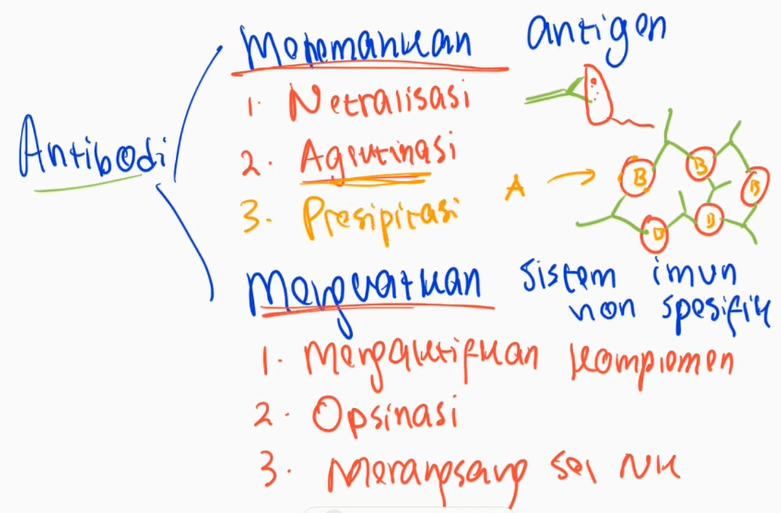 Antibodi
Melemahkan antigen
1. Netralisasi
2. Aglutinasi
3. Presipitasi
A
B B B B B
Menguatkan sistem imun
non spesifik
1. Mengaktifkan komplemen
2. Opsinasi
3. Merangsang sel NK